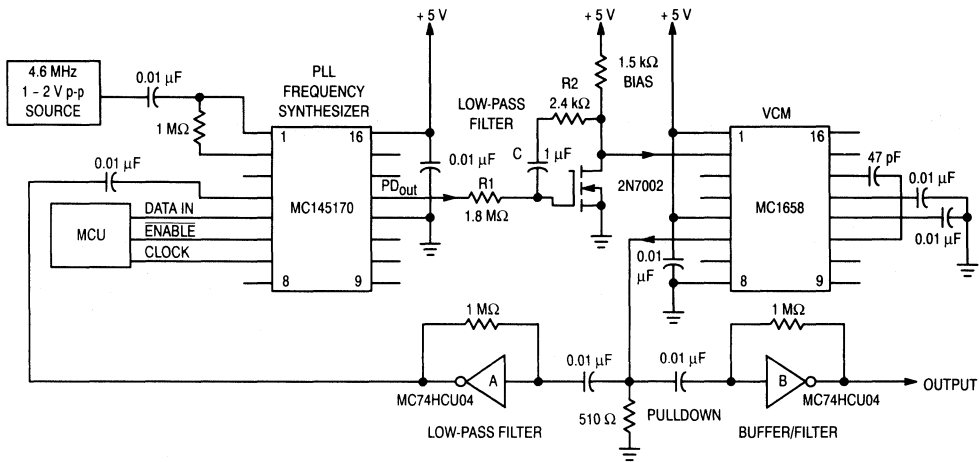 + 5 V
+ 5 V
+ 5 V
4.6 MHz
1 – 2 V p-p
SOURCE
0.01 µF
1 MΩ
PLL
FREQUENCY
SYNTHESIZER
1
16
MC145170
8
9
0.01 µF
0.01 µF
MCU
DATA IN
ENABLE
CLOCK
PDout
R1
1.8 MΩ
LOW-PASS
FILTER
R2
2.4 kΩ
C
1 µF
1.5 kΩ
BIAS
2N7002
VCM
1
16
MC1658
8
9
47 pF
0.01 µF
0.01 µF
0.01
µF
1 MΩ
A
MC74HCU04
LOW-PASS FILTER
0.01 µF
510 Ω
PULLDOWN
0.01 µF
1 MΩ
B
MC74HCU04
BUFFER/FILTER
OUTPUT